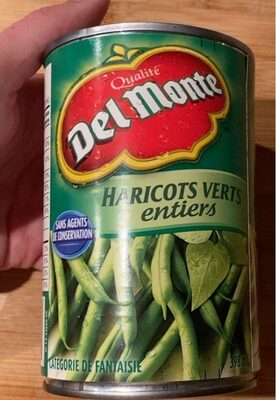 Qualité
Del Monte
HARICOTS VERTS
entiers
SANS AGENTS
DE CONSERVATION
CATÉGORIE DE FANTAISIE